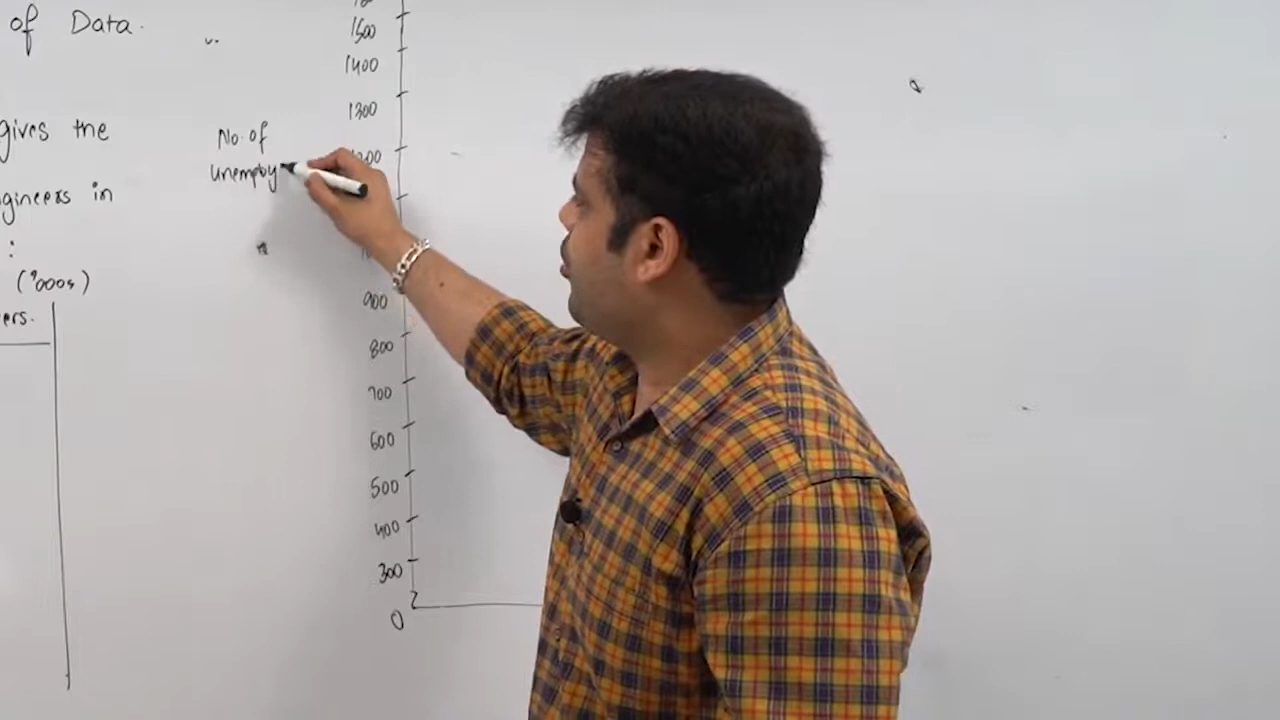 of Data.
gives the
gineers in
:
('000s)
ers.
No. of
Unemploy
1500
1400
1300
900
800
700
600
500
400
300
0